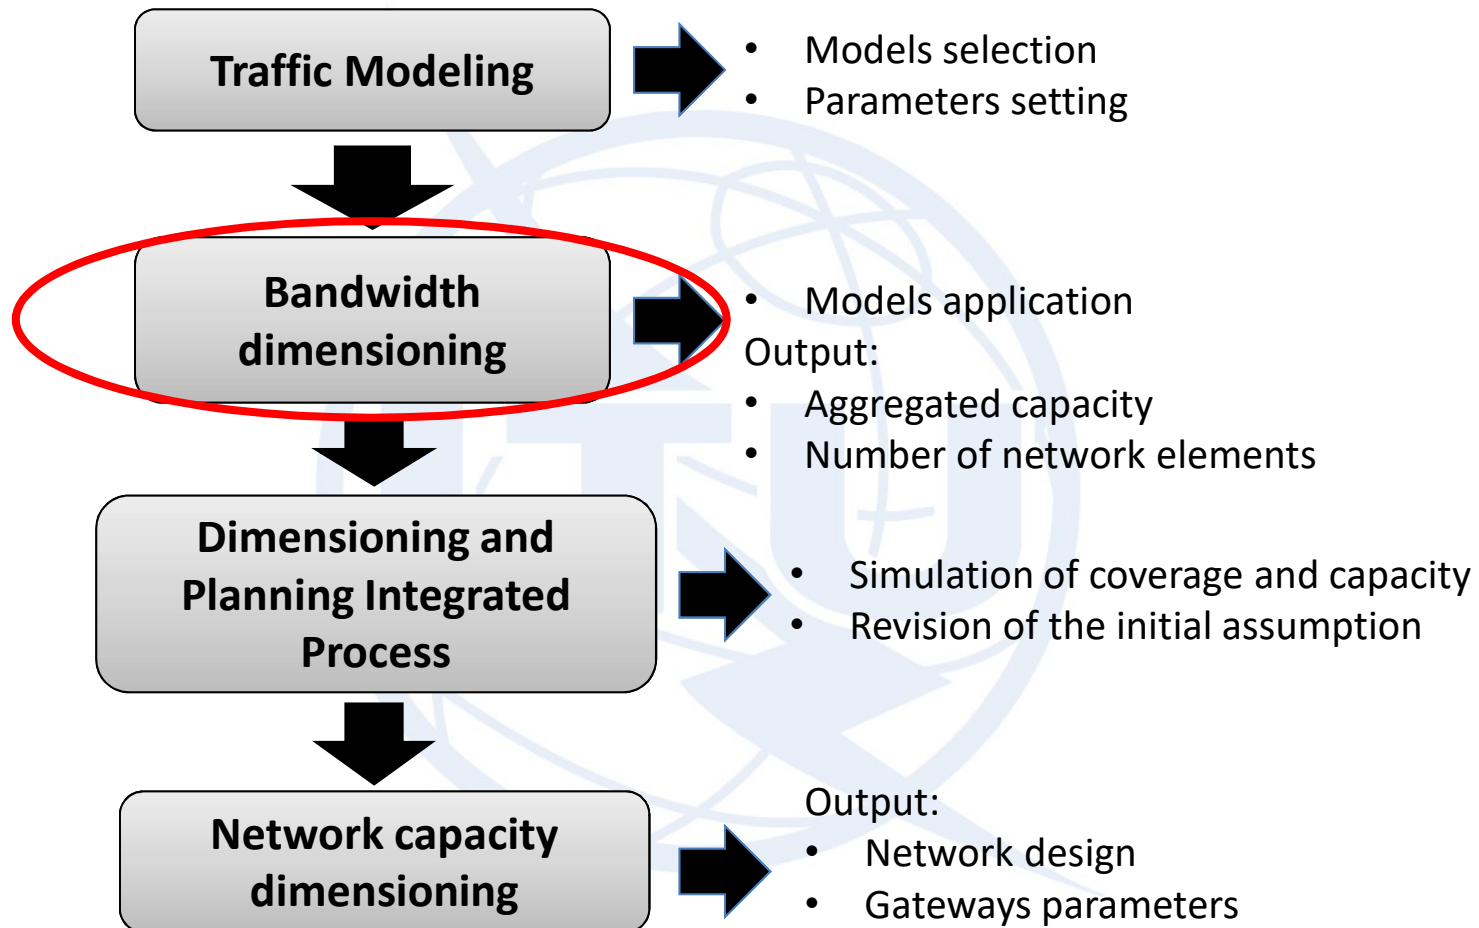 Traffic Modeling
• Models selection
• Parameters setting
Bandwidth
dimensioning
• Models application
Output:
• Aggregated capacity
• Number of network elements
Dimensioning and
Planning Integrated
Process
• Simulation of coverage and capacity
• Revision of the initial assumption
Network capacity
dimensioning
Output:
• Network design
• Gateways parameters
ITU